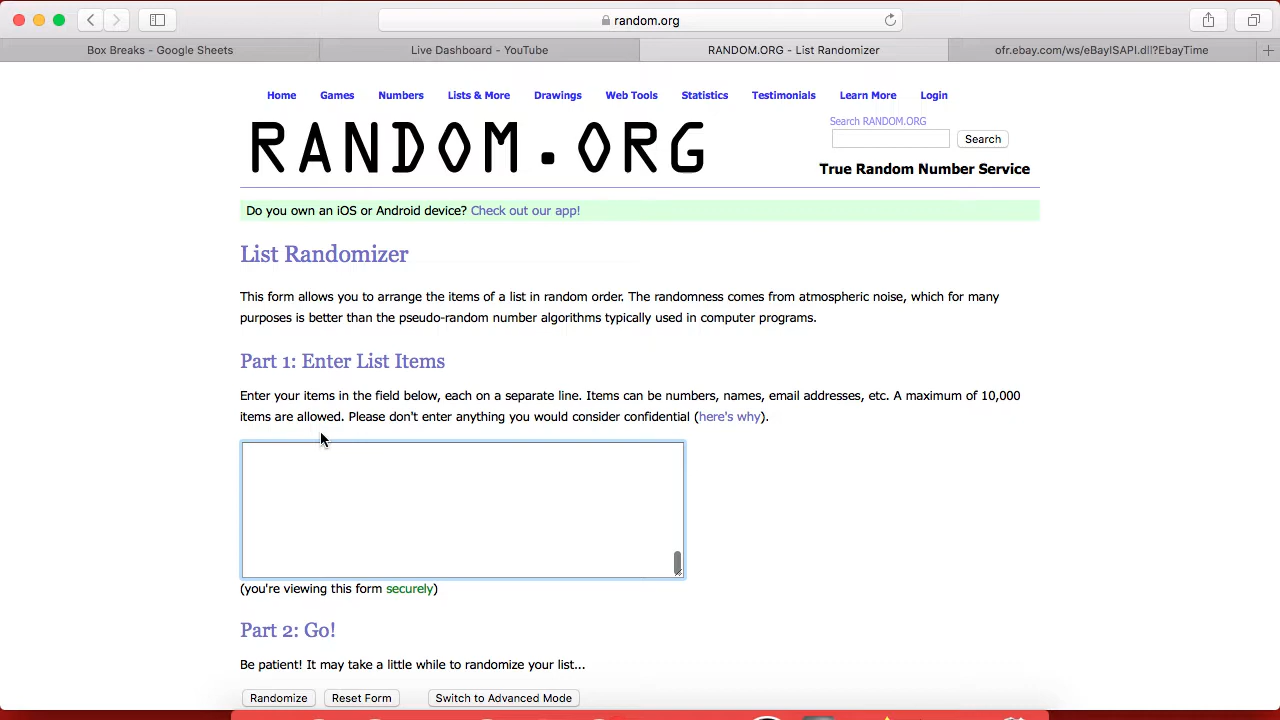 random.org
Box Breaks - Google Sheets
Live Dashboard - YouTube
RANDOM.ORG - List Randomizer
ofr.ebay.com/ws/eBayISAPI.dll?EbayTime
Home Games Numbers Lists & More Drawings Web Tools Statistics Testimonials Learn More Login
RANDOM.ORG
Search RANDOM.ORG
Search
True Random Number Service
Do you own an iOS or Android device? Check out our app!
List Randomizer
This form allows you to arrange the items of a list in random order. The randomness comes from atmospheric noise, which for many
purposes is better than the pseudo-random number algorithms typically used in computer programs.
Part 1: Enter List Items
Enter your items in the field below, each on a separate line. Items can be numbers, names, email addresses, etc. A maximum of 10,000
items are allowed. Please don't enter anything you would consider confidential (here's why).
(you're viewing this form securely)
Part 2: Go!
Be patient! It may take a little while to randomize your list...
Randomize Reset Form Switch to Advanced Mode